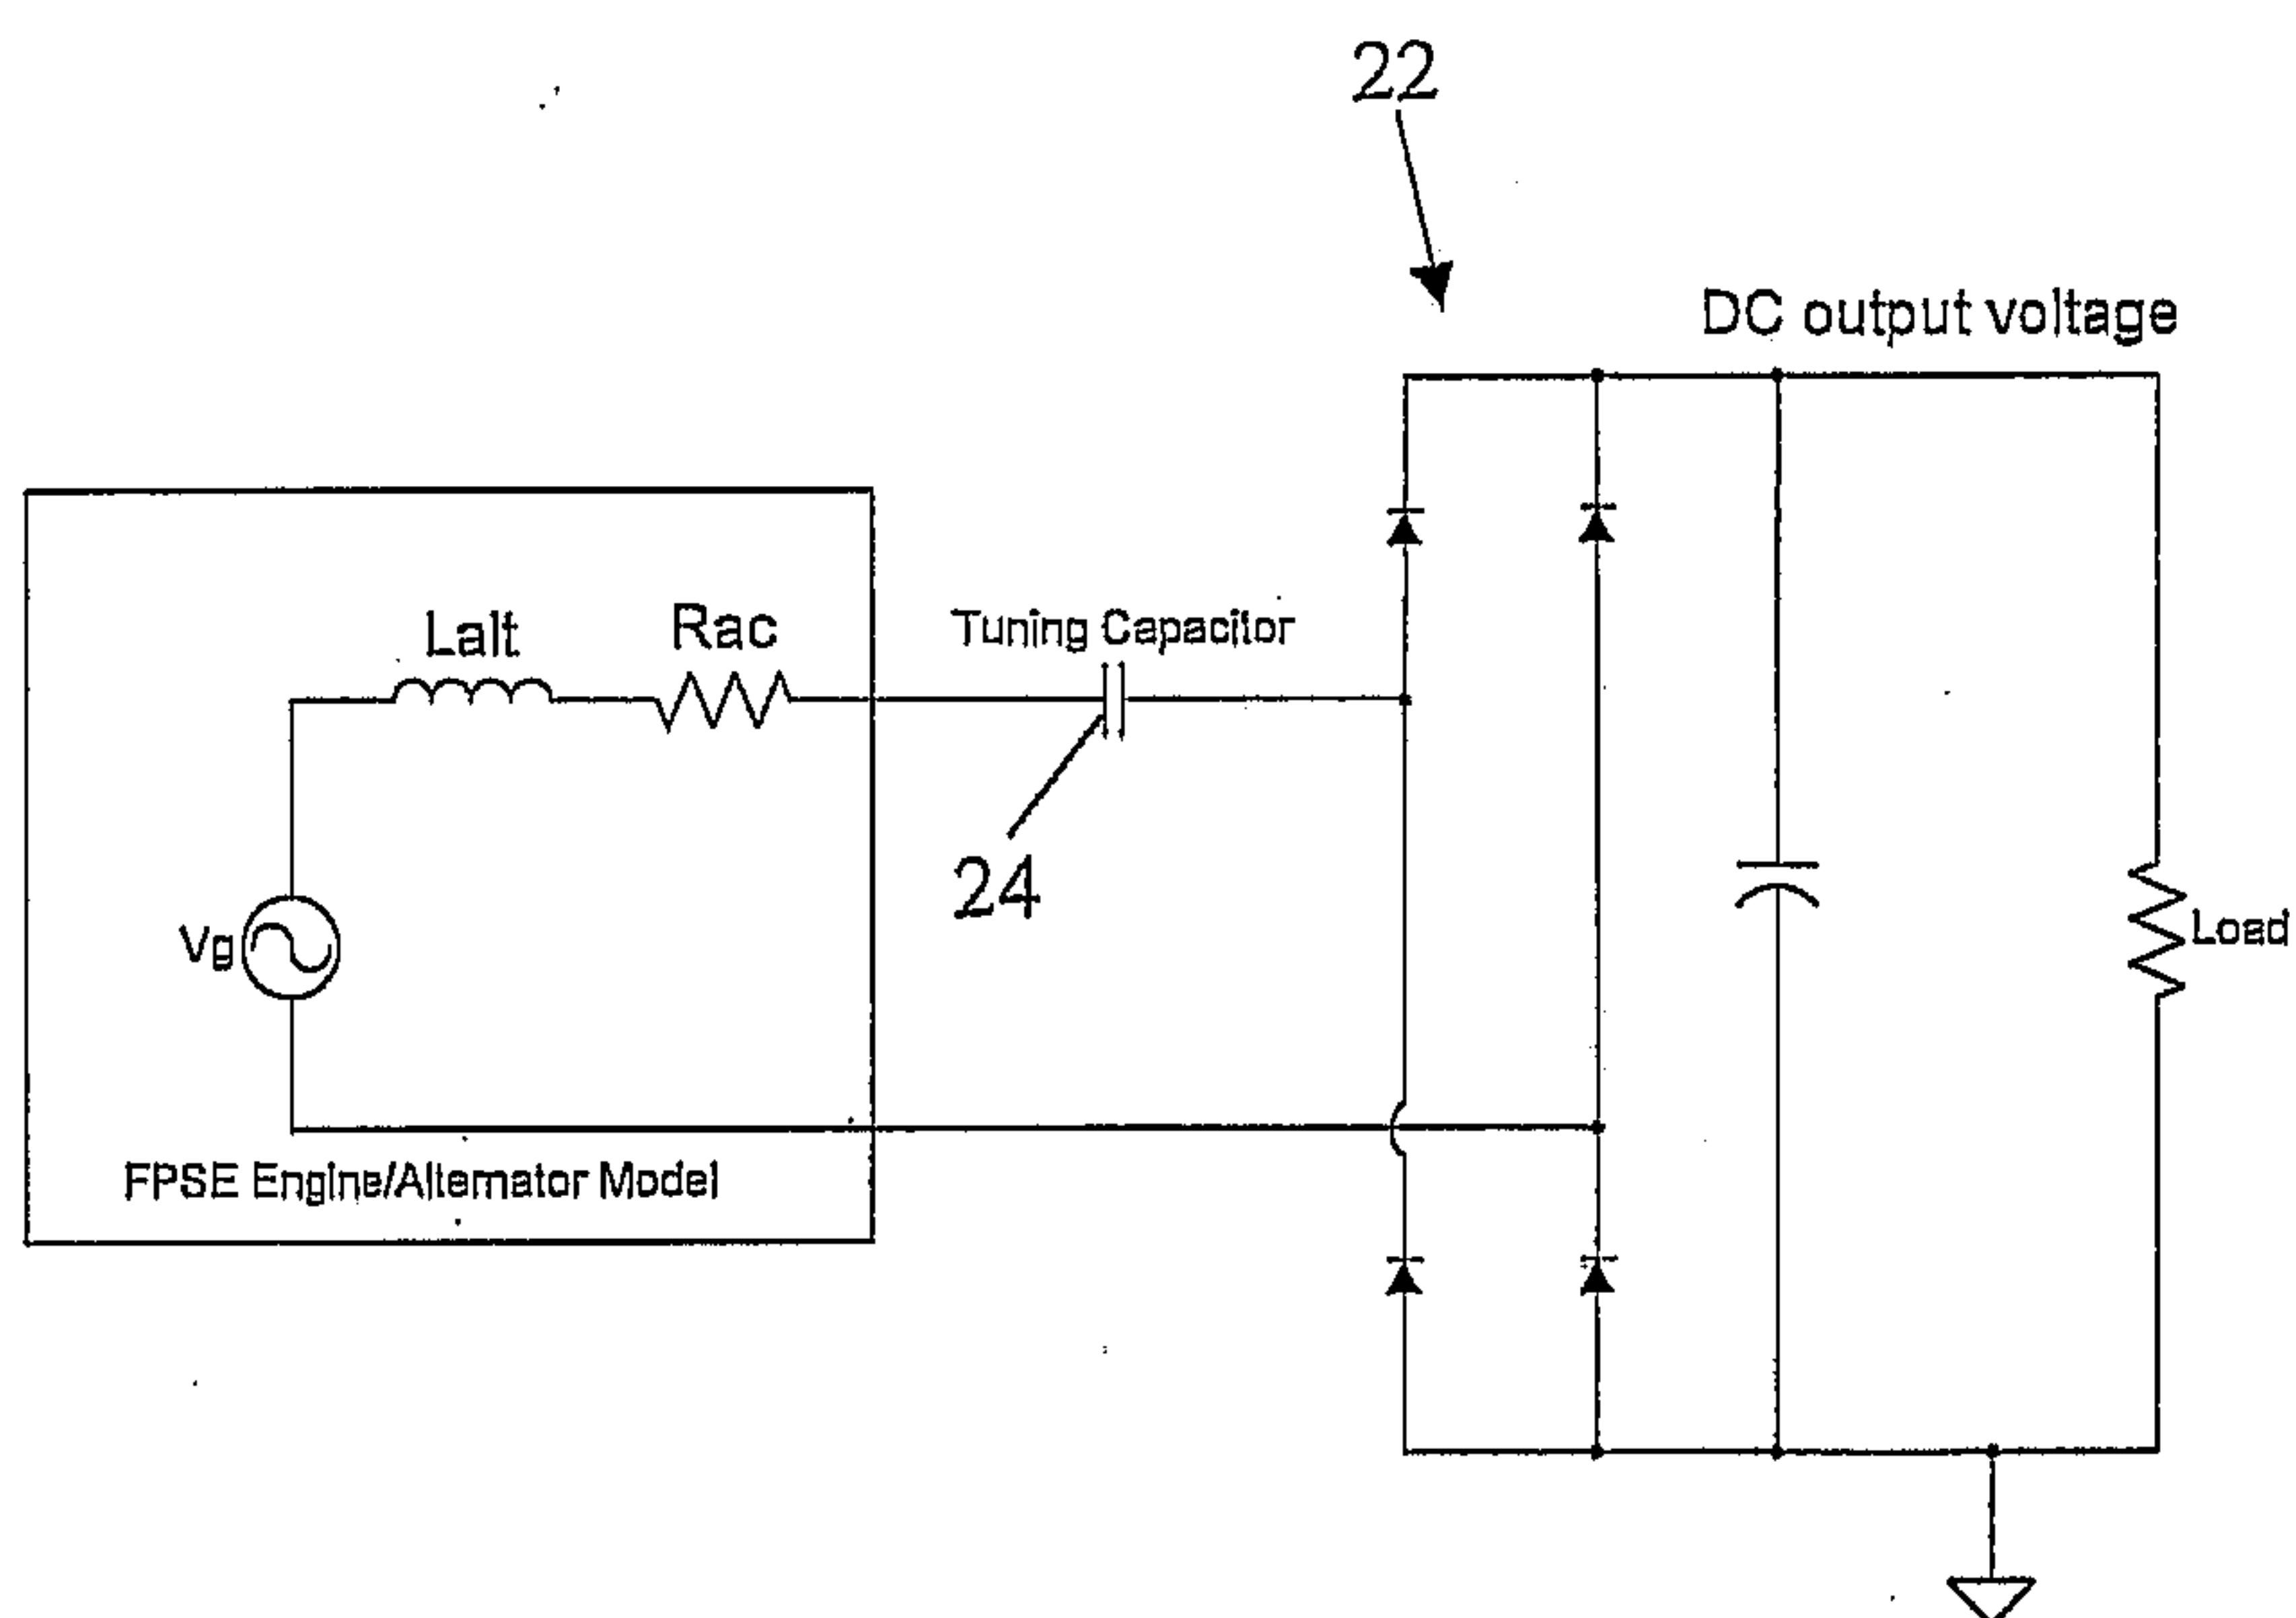 22
DC output voltage
Lalt
Rac
Tuning Capacitor
24
Vg
Load
FPSE Engine/Alternator Model